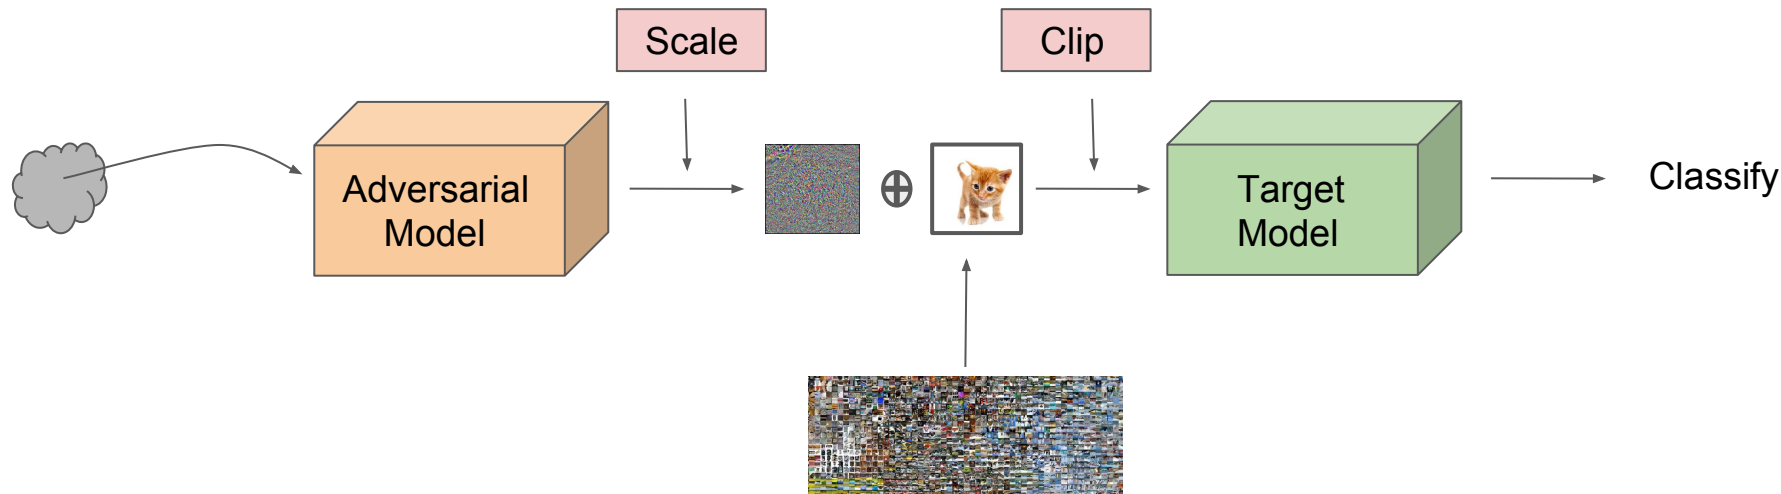 Scale
Clip
Adversarial
Model
Target
Model
Classify